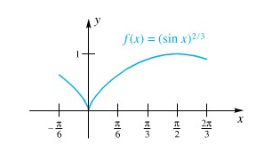 y
f(x) = (sin x)^{2/3}
1
-π/6 π/6 π/3 π/2 2π/3 x